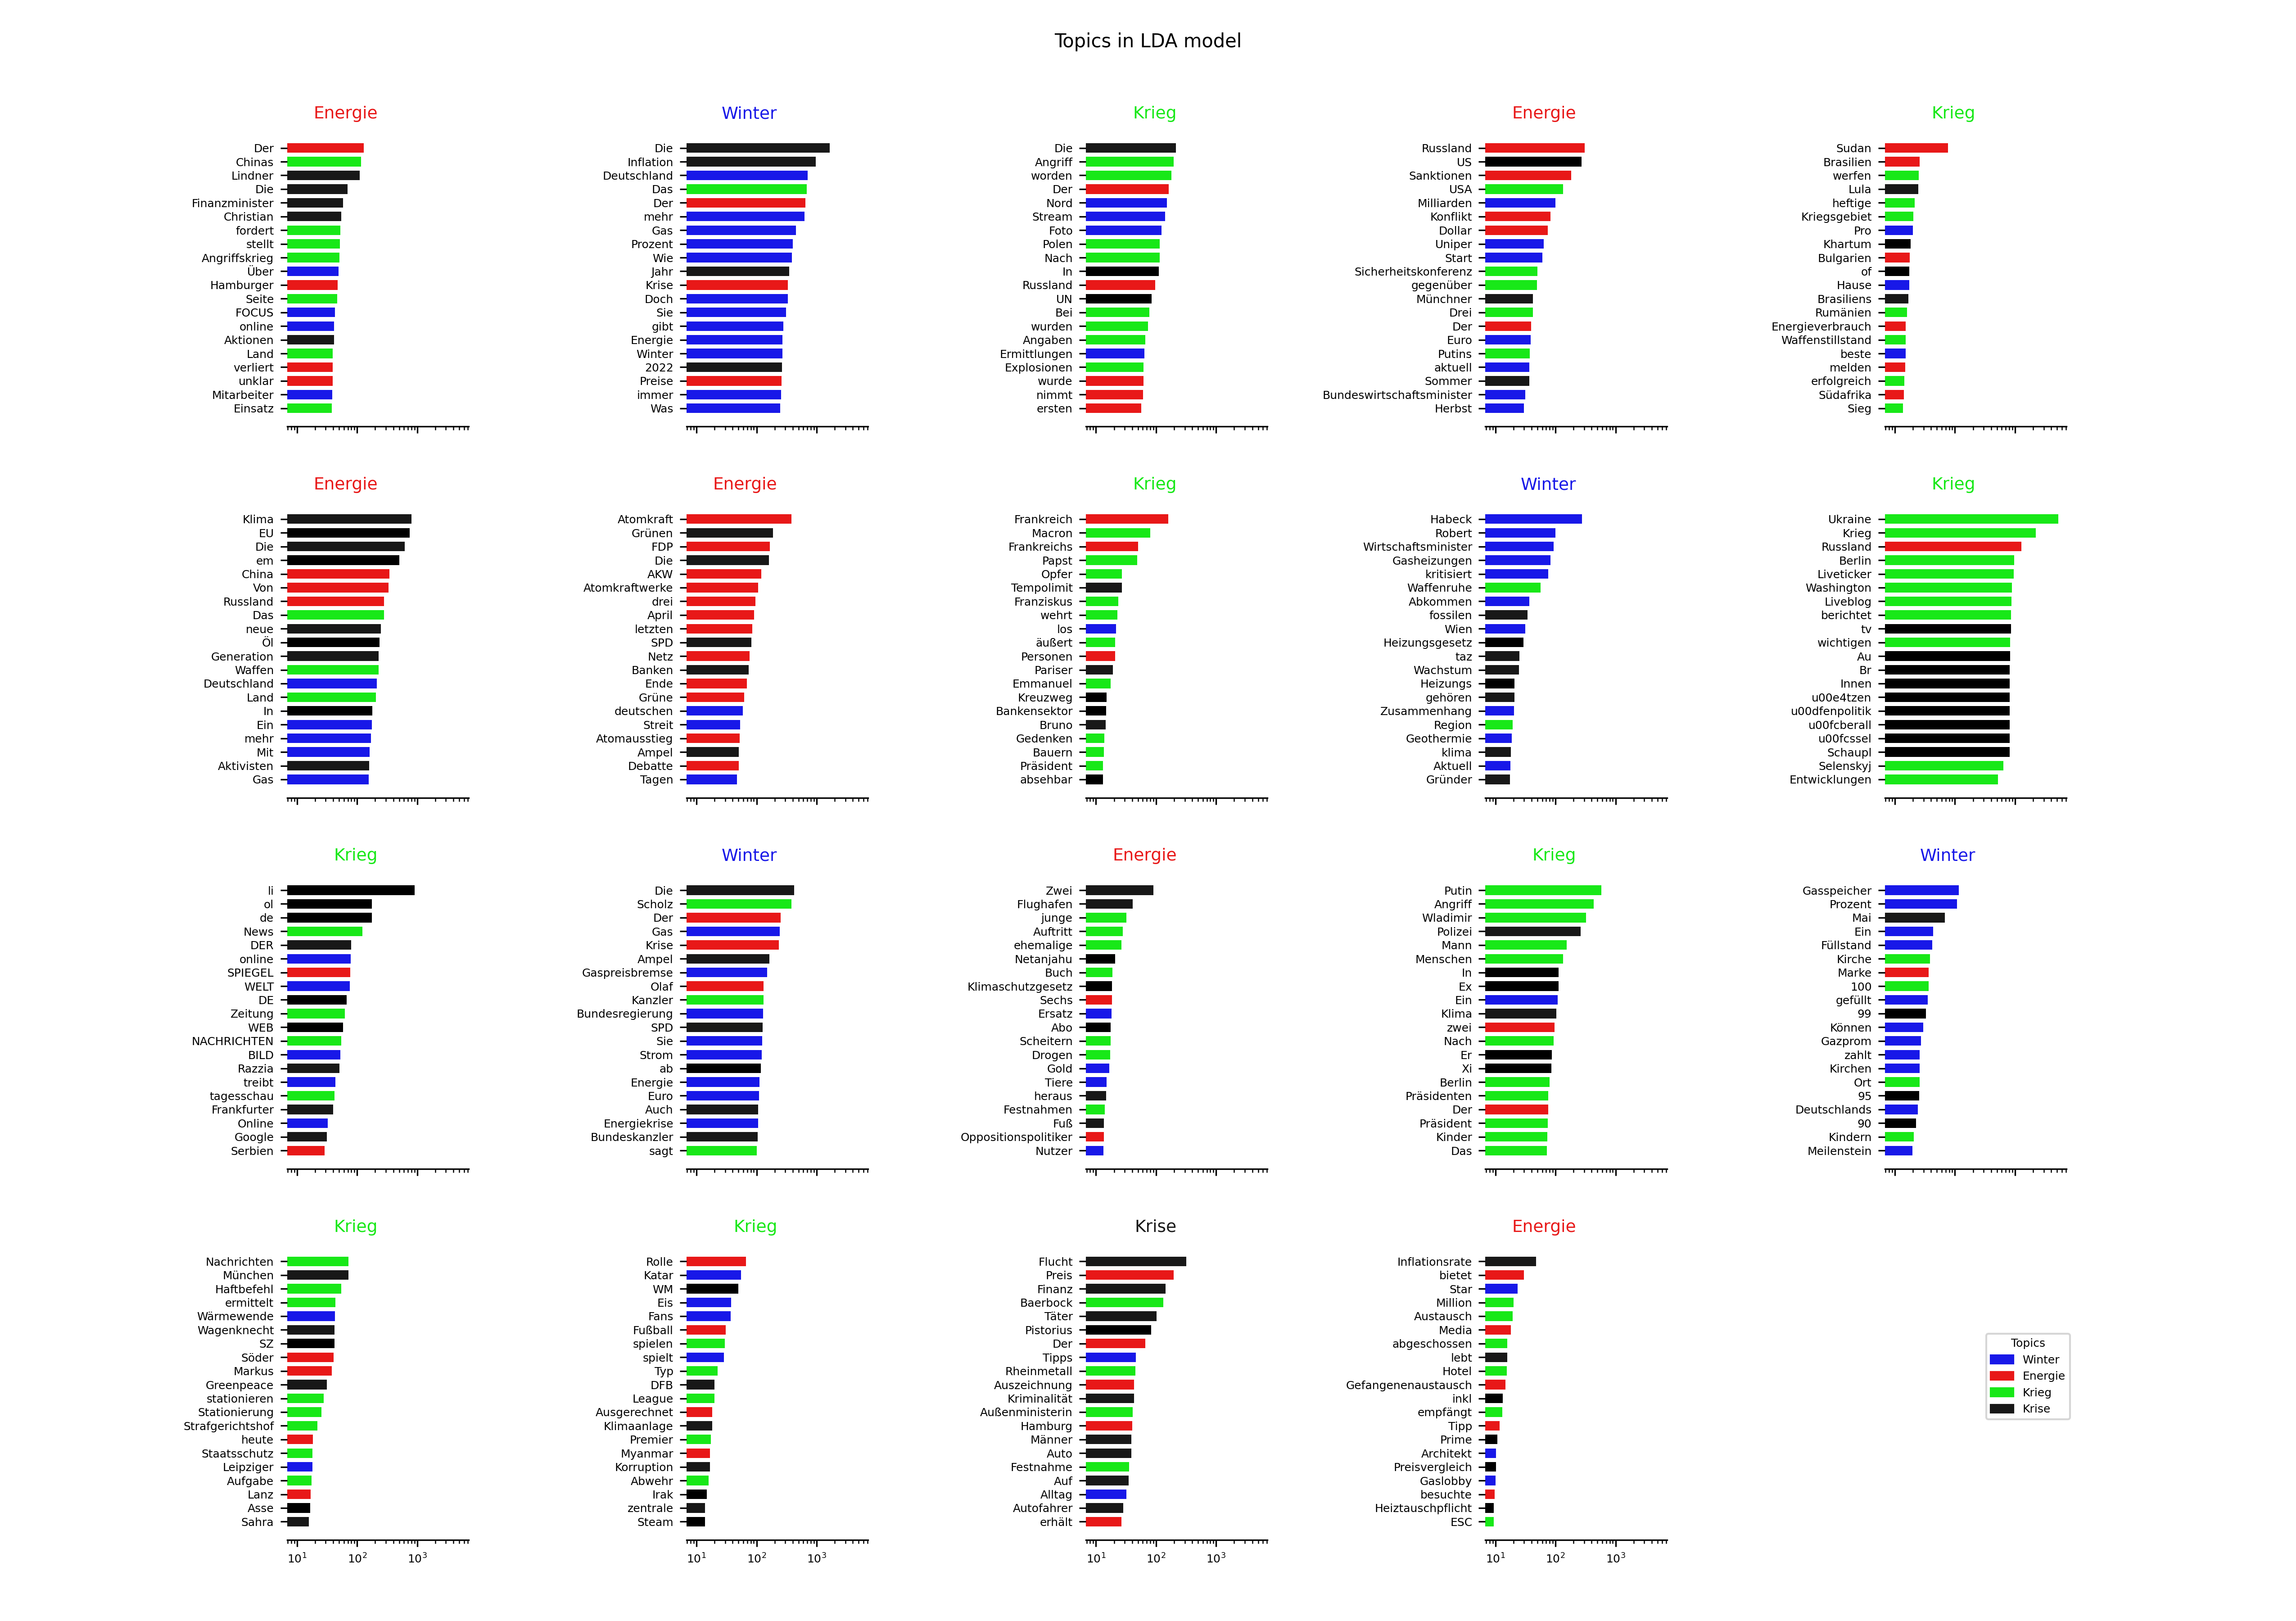 Topics in LDA model
Energie
Der
Chinas
Lindner
Die
Finanzminister
Christian
fordert
stellt
Angriffskrieg
Über
Hamburger
Seite
FOCUS
online
Aktionen
Land
verliert
unklar
Mitarbeiter
Einsatz
Winter
Die
Inflation
Deutschland
Das
Der
mehr
Gas
Prozent
Wie
Jahr
Krise
Doch
Sie
gibt
Energie
Winter
2022
Preise
immer
Was
Krieg
Die
Angriff
worden
Der
Nord
Stream
Foto
Polen
Nach
In
Russland
UN
Bei
wurden
Angaben
Ermittlungen
Explosionen
wurde
nimmt
ersten
Energie
Russland
US
Sanktionen
USA
Milliarden
Konflikt
Dollar
Uniper
Start
Sicherheitskonferenz
gegenüber
Münchner
Drei
Der
Euro
Putins
aktuell
Sommer
Bundeswirtschaftsminister
Herbst
Krieg
Sudan
Brasilien
werfen
Lula
heftige
Kriegsgebiet
Pro
Khartum
Bulgarien
of
Hause
Brasiliens
Rumänien
Energieverbrauch
Waffenstillstand
beste
melden
erfolgreich
Südafrika
Sieg
Energie
Klima
EU
Die
em
China
Von
Russland
Das
neue
Öl
Generation
Waffen
Deutschland
Land
In
Ein
mehr
Mit
Aktivisten
Gas
Energie
Atomkraft
Grünen
FDP
Die
AKW
Atomkraftwerke
drei
April
letzten
SPD
Netz
Banken
Ende
Grüne
deutschen
Streit
Atomausstieg
Ampel
Debatte
Tagen
Krieg
Frankreich
Macron
Frankreichs
Papst
Opfer
Tempolimit
Franziskus
wehrt
los
äußert
Personen
Pariser
Emmanuel
Kreuzweg
Bankensektor
Bruno
Gedenken
Bauern
Präsident
absehbar
Winter
Habeck
Robert
Wirtschaftsminister
Gasheizungen
kritisiert
Waffenruhe
Abkommen
fossilen
Wien
Heizungsgesetz
taz
Wachstum
Heizungs
gehören
Zusammenhang
Region
Geothermie
klima
Aktuell
Gründer
Krieg
Ukraine
Krieg
Russland
Berlin
Liveticker
Washington
Liveblog
berichtet
tv
wichtigen
Au
Br
Innen
u00e4tzen
u00dfenpolitik
u00fcberall
u00fcssel
Schaupl
Selenskyj
Entwicklungen
Krieg
li
ol
de
News
DER
online
SPIEGEL
WELT
DE
Zeitung
WEB
NACHRICHTEN
BILD
Razzia
treibt
tagesschau
Frankfurter
Online
Google
Serbien
Winter
Die
Scholz
Der
Gas
Krise
Ampel
Gaspreisbremse
Olaf
Kanzler
Bundesregierung
SPD
Sie
Strom
ab
Energie
Euro
Auch
Energiekrise
Bundeskanzler
sagt
Energie
Zwei
Flughafen
junge
Auftritt
ehemalige
Netanjahu
Buch
Klimaschutzgesetz
Sechs
Ersatz
Abo
Scheitern
Drogen
Gold
Tiere
heraus
Festnahmen
Fuß
Oppositionspolitiker
Nutzer
Krieg
Putin
Angriff
Wladimir
Polizei
Mann
Menschen
In
Ex
Ein
Klima
zwei
Nach
Er
Xi
Berlin
Präsidenten
Der
Präsident
Kinder
Das
Winter
Gasspeicher
Prozent
Mai
Ein
Füllstand
Kirche
Marke
100
gefüllt
99
Können
Gazprom
zahlt
Kirchen
Ort
95
Deutschlands
90
Kindern
Meilenstein
Krieg
Nachrichten
München
Haftbefehl
ermittelt
Wärmewende
Wagenknecht
SZ
Söder
Markus
Greenpeace
stationieren
Stationierung
Strafgerichtshof
heute
Staatsschutz
Leipziger
Aufgabe
Lanz
Asse
Sahra
10¹ 10² 10³
Krieg
Rolle
Katar
WM
Eis
Fans
Fußball
spielen
spielt
Typ
DFB
League
Ausgerechnet
Klimaanlage
Premier
Myanmar
Korruption
Abwehr
Irak
zentrale
Steam
10¹ 10² 10³
Krise
Flucht
Preis
Finanz
Baerbock
Täter
Pistorius
Der
Tipps
Rheinmetall
Auszeichnung
Kriminalität
Außenministerin
Hamburg
Männer
Auto
Festnahme
Auf
Alltag
Autofahrer
erhält
10¹ 10² 10³
Energie
Inflationsrate
bietet
Star
Million
Austausch
Media
abgeschossen
lebt
Hotel
Gefangenenaustausch
inkl
empfängt
Tipp
Prime
Architekt
Preisvergleich
Gaslobby
besuchte
Heiztauschpflicht
ESC
10¹ 10² 10³
Topics
Winter
Energie
Krieg
Krise